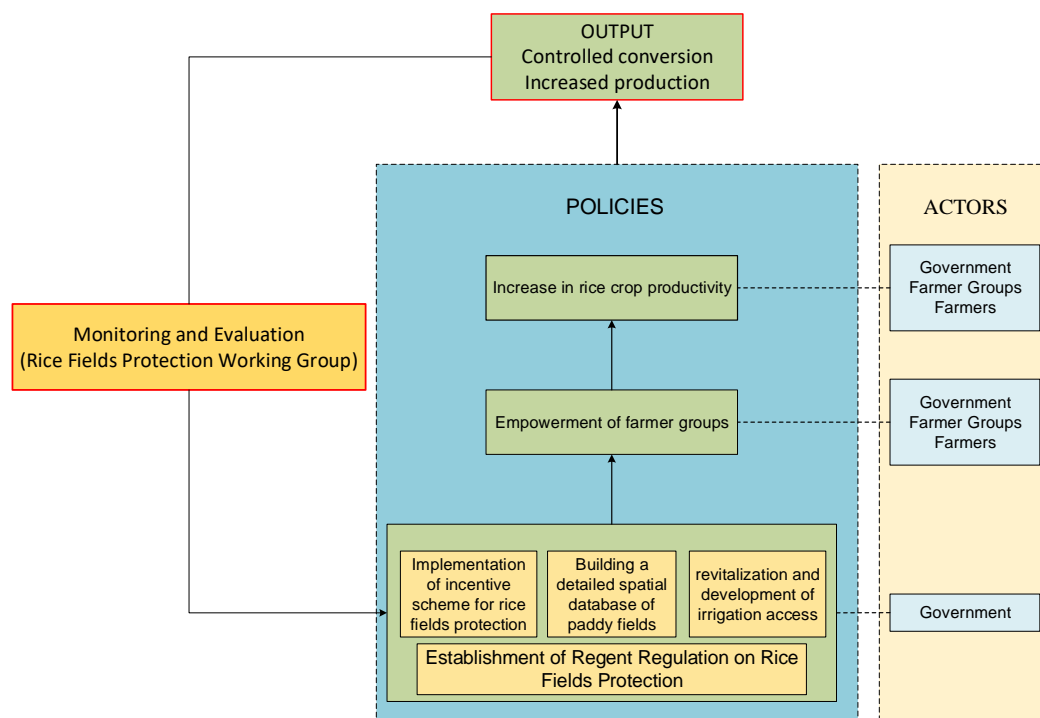 OUTPUT
Controlled conversion
Increased production
POLICIES
ACTORS
Increase in rice crop productivity
Government
Farmer Groups
Farmers
Monitoring and Evaluation
(Rice Fields Protection Working Group)
Empowerment of farmer groups
Government
Farmer Groups
Farmers
Implementation
of incentive
scheme for rice
fields protection
Building a
detailed spatial
database of
paddy fields
revitalization and
development of
irrigation access
Government
Establishment of Regent Regulation on Rice
Fields Protection